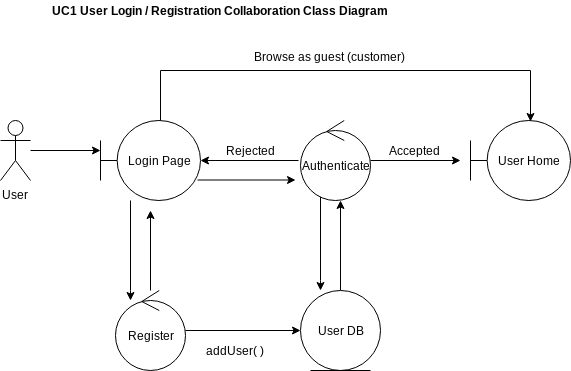 UC1 User Login / Registration Collaboration Class Diagram
Browse as guest (customer)
Rejected
Accepted
Login Page
Authenticate
User Home
User
Register
User DB
addUser( )